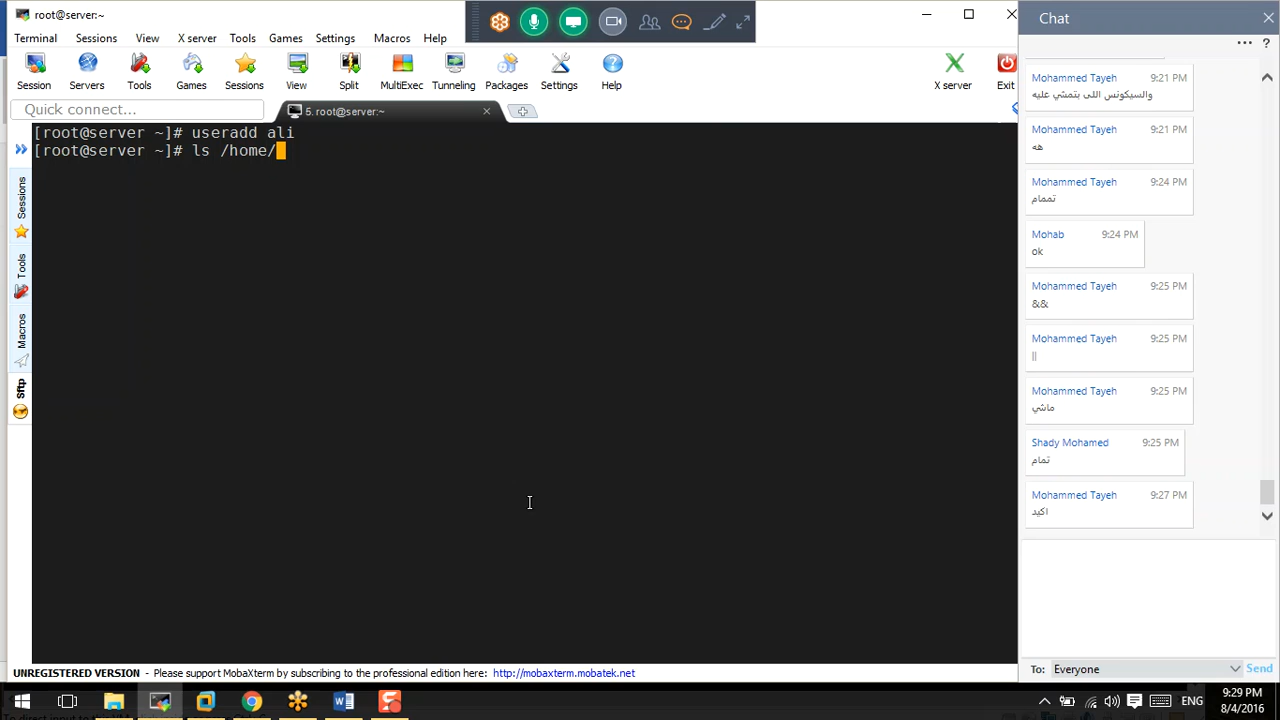 root@server:~
Terminal Sessions View X server Tools Games Settings Macros Help
Session Servers Tools Games Sessions View Split MultiExec Tunneling Packages Settings Help X server Exit
Quick connect...
5. root@server:~
[root@server ~]# useradd ali
[root@server ~]# ls /home/
Sessions
Tools
Macros
Sftp
UNREGISTERED VERSION - Please support MobaXterm by subscribing to the professional edition here: http://mobaxterm.mobatek.net
Chat
Mohammed Tayeh 9:21 PM
والسيكونس اللى بتمشي عليه
Mohammed Tayeh 9:21 PM
هه
Mohammed Tayeh 9:24 PM
تممام
Mohab 9:24 PM
ok
Mohammed Tayeh 9:25 PM
&&
Mohammed Tayeh 9:25 PM
||
Mohammed Tayeh 9:25 PM
ماشي
Shady Mohamed 9:25 PM
تمام
Mohammed Tayeh 9:27 PM
اكيد
To: Everyone Send
ENG
9:29 PM
8/4/2016